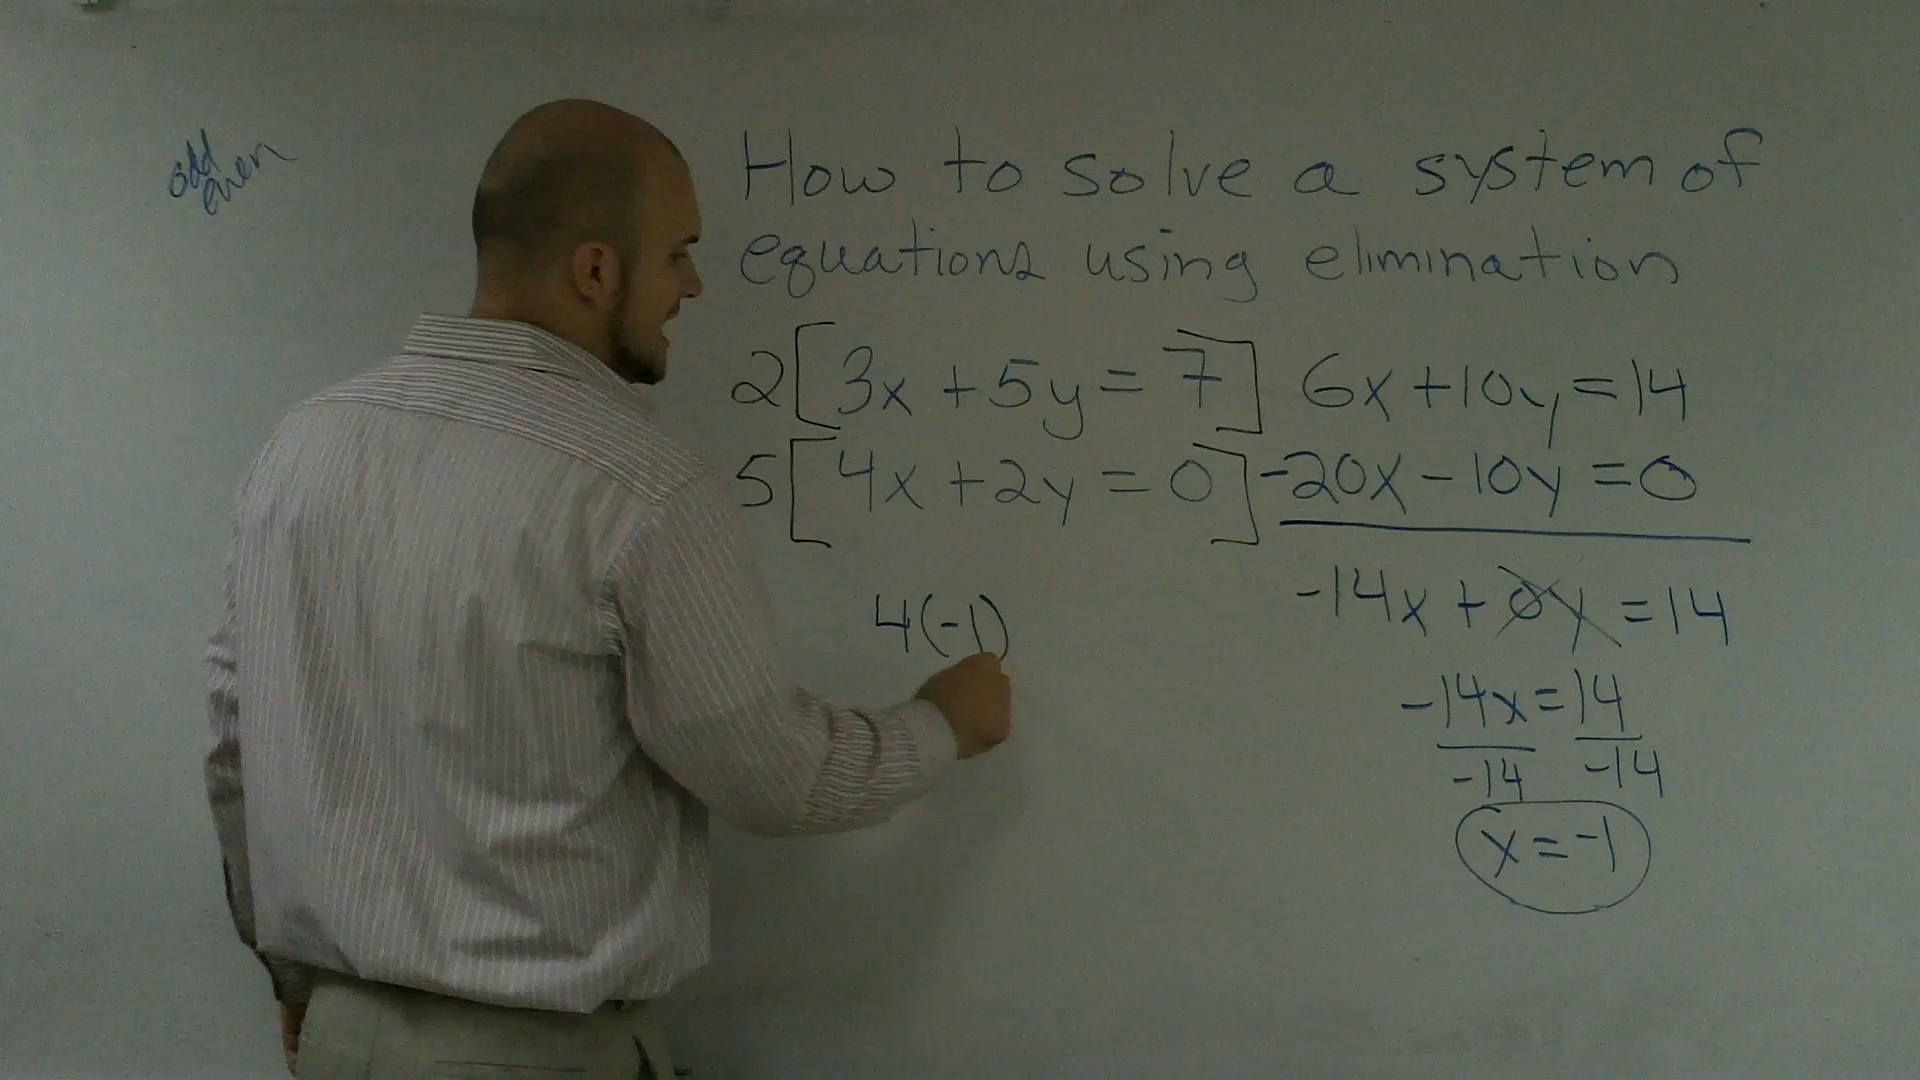 odd
even
How to solve a system of
equations using elimination
2[3x + 5y = 7] 6x + 10y = 14
5[4x + 2y = 0] -20x - 10y = 0
4(-1)
-14x + 0y = 14
-14x = 14
-14 -14
x = -1